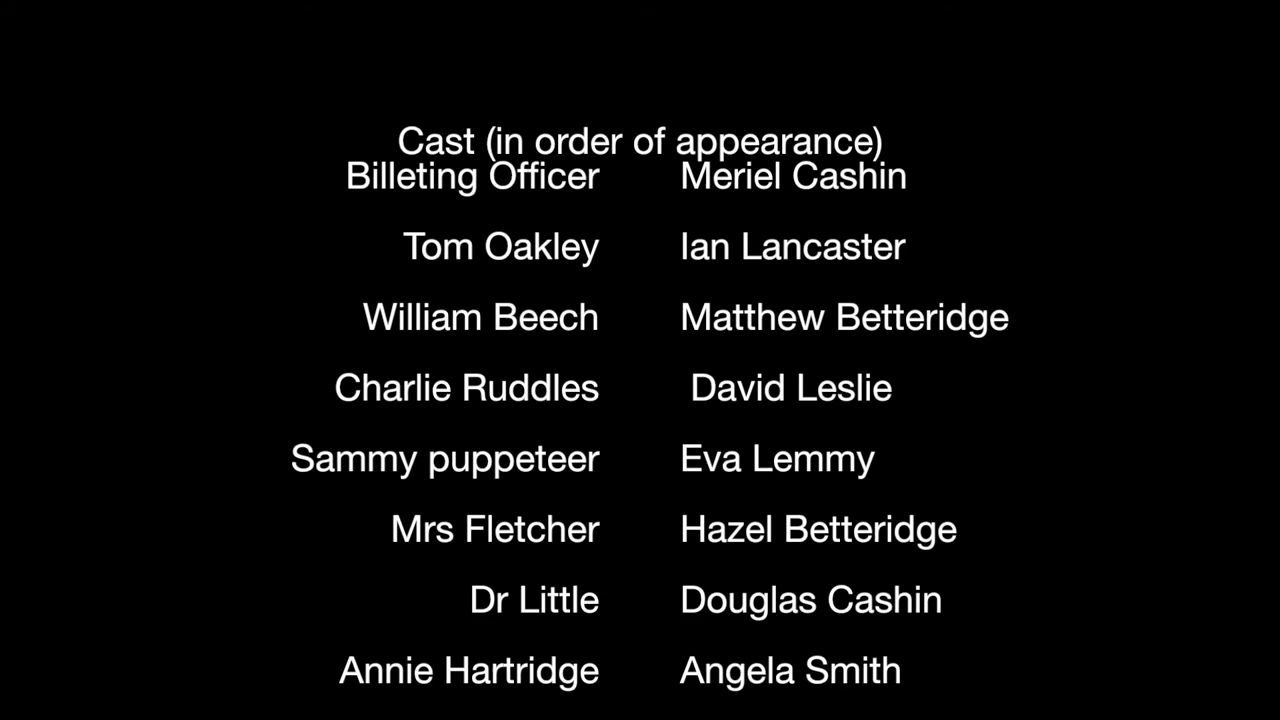 Cast (in order of appearance)
Billeting Officer Meriel Cashin
Tom Oakley Ian Lancaster
William Beech Matthew Betteridge
Charlie Ruddles David Leslie
Sammy puppeteer Eva Lemmy
Mrs Fletcher Hazel Betteridge
Dr Little Douglas Cashin
Annie Hartridge Angela Smith